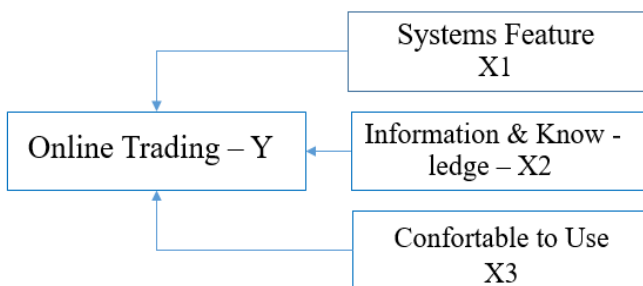 Systems Feature
X1
Online Trading – Y
Information & Know -
ledge – X2
Confortable to Use
X3